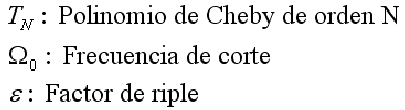 T_N : Polinomio de Cheby de orden N
Ω_0 : Frecuencia de corte
ε : Factor de riple